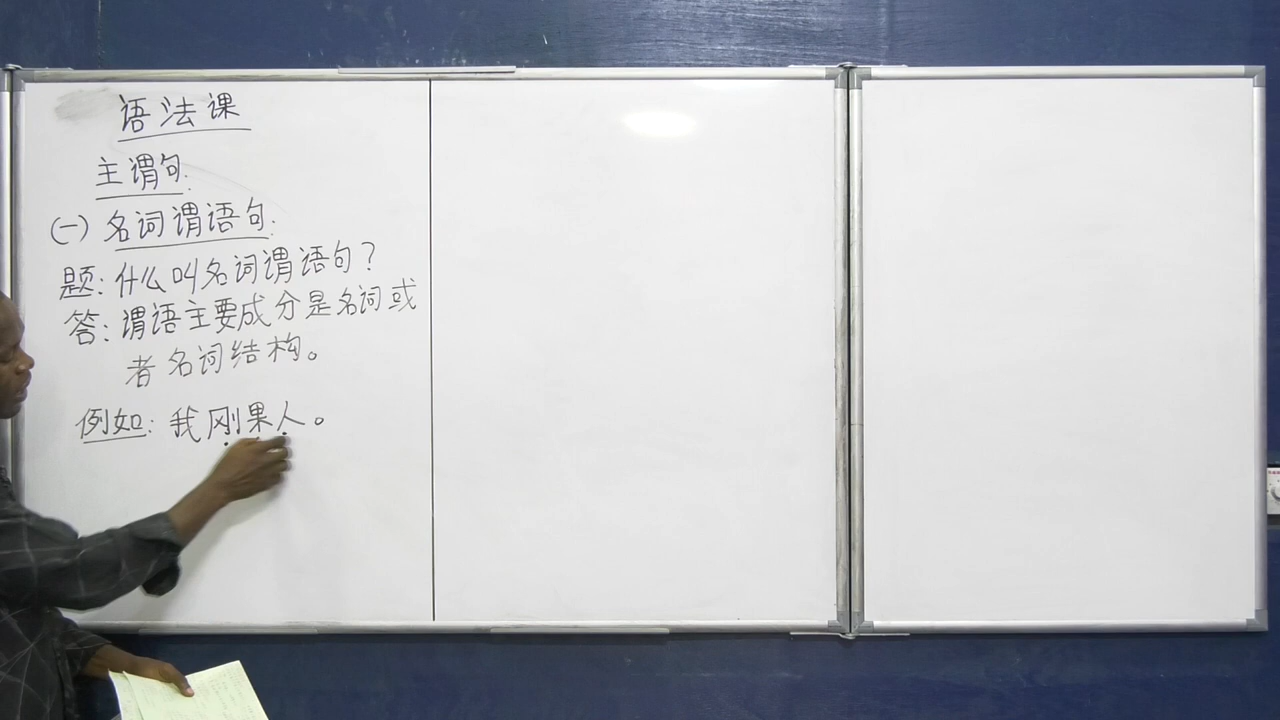 语法课
主谓句.
(一) 名词谓语句.
题: 什么叫名词谓语句?
答: 谓语主要成分是名词或
者名词结构。
例如: 我刚果人。